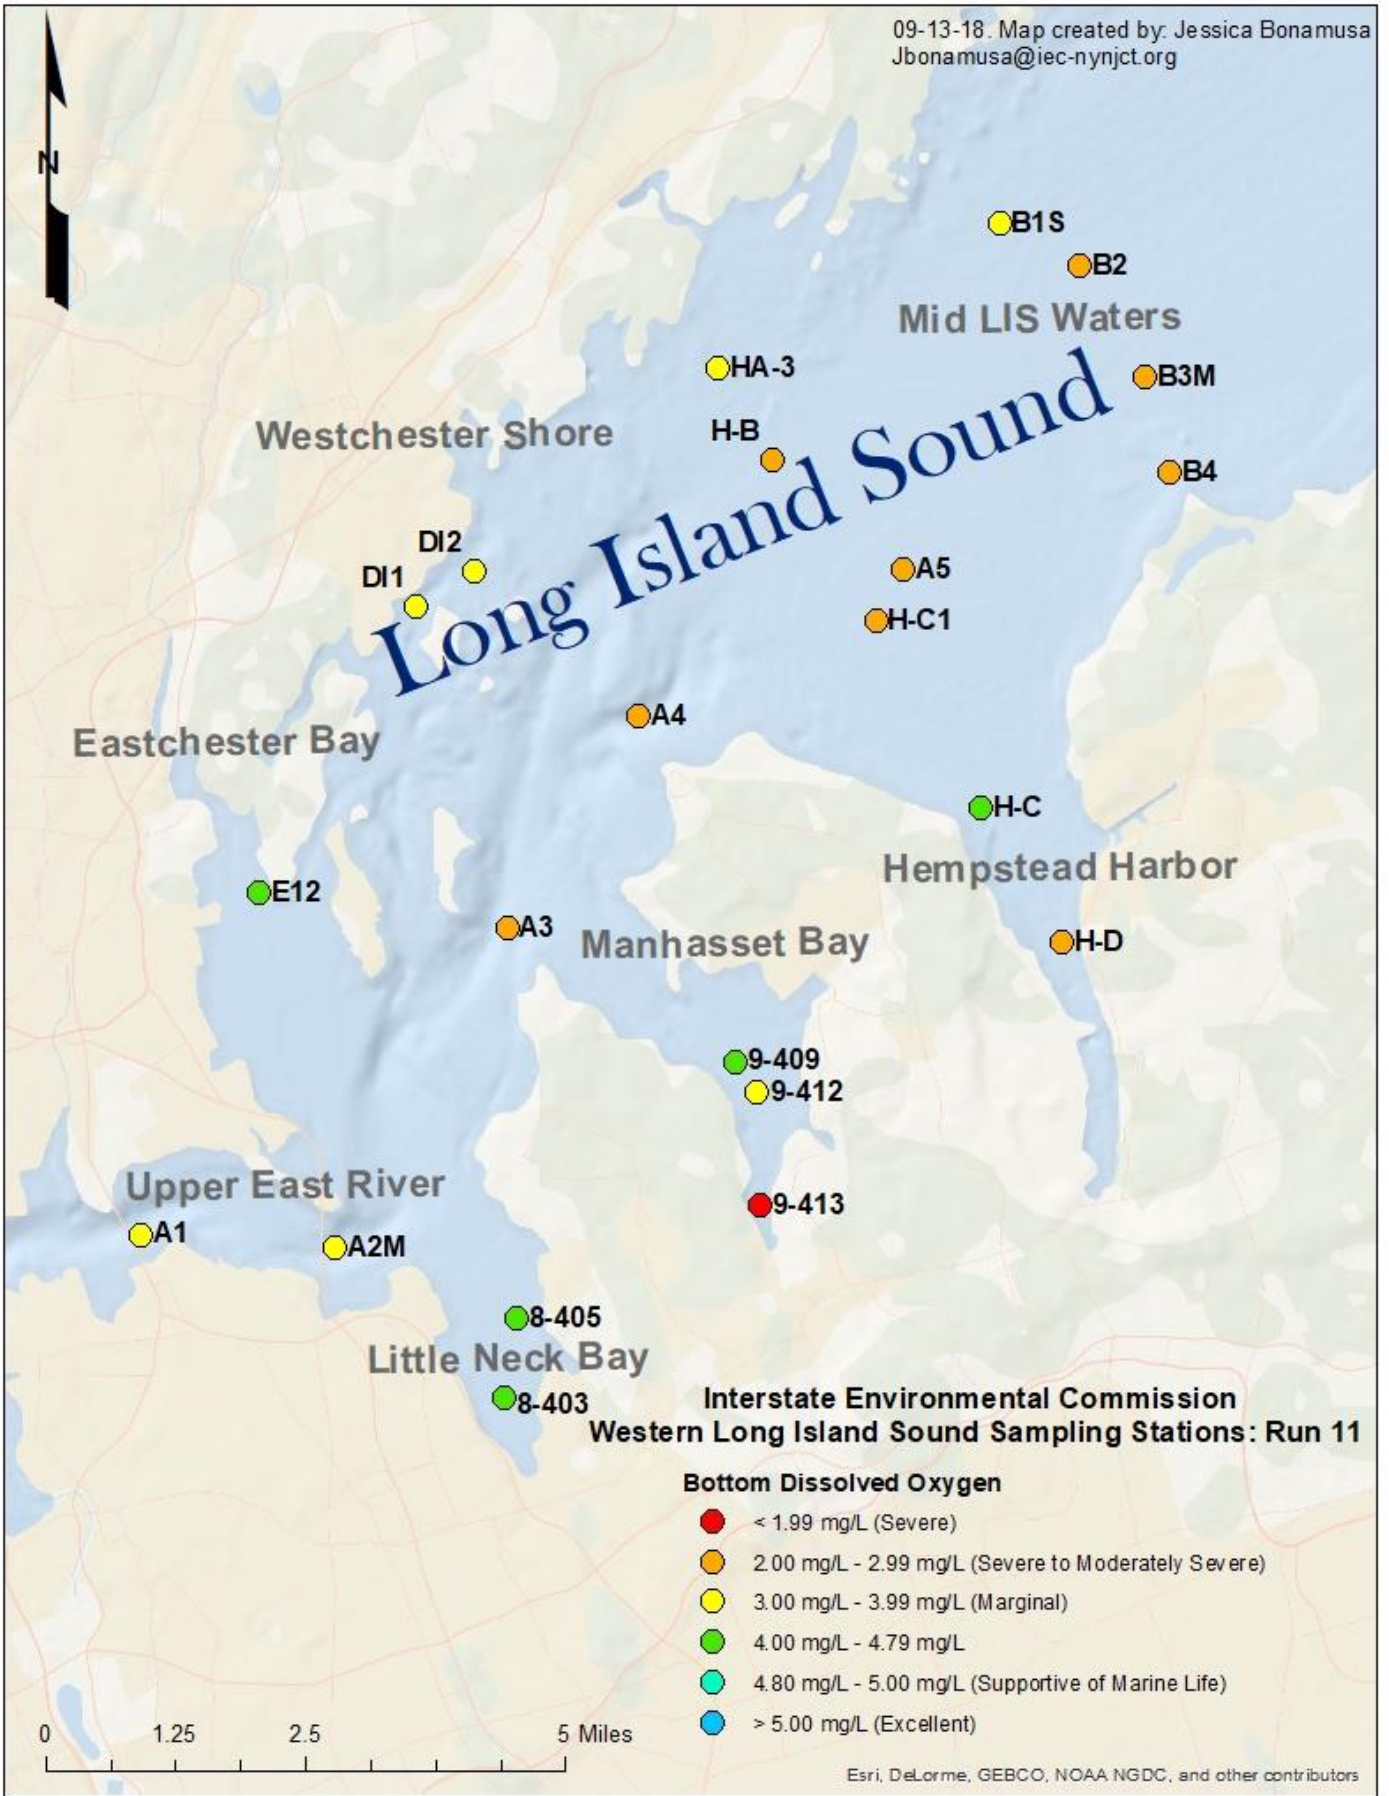 09-13-18. Map created by: Jessica Bonamusa
Jbonamusa@iec-nynjct.org
N
B1S
B2
Mid LIS Waters
HA-3
B3M
Westchester Shore
H-B
B4
Long Island Sound
DI2
DI1
A5
H-C1
A4
Eastchester Bay
H-C
Hempstead Harbor
E12
A3
Manhasset Bay
H-D
9-409
9-412
Upper East River
9-413
A1
A2M
8-405
Little Neck Bay
8-403
Interstate Environmental Commission
Western Long Island Sound Sampling Stations: Run 11
Bottom Dissolved Oxygen
< 1.99 mg/L (Severe)
2.00 mg/L - 2.99 mg/L (Severe to Moderately Severe)
3.00 mg/L - 3.99 mg/L (Marginal)
4.00 mg/L - 4.79 mg/L
4.80 mg/L - 5.00 mg/L (Supportive of Marine Life)
> 5.00 mg/L (Excellent)
0 1.25 2.5 5 Miles
Esri, DeLorme, GEBCO, NOAA NGDC, and other contributors